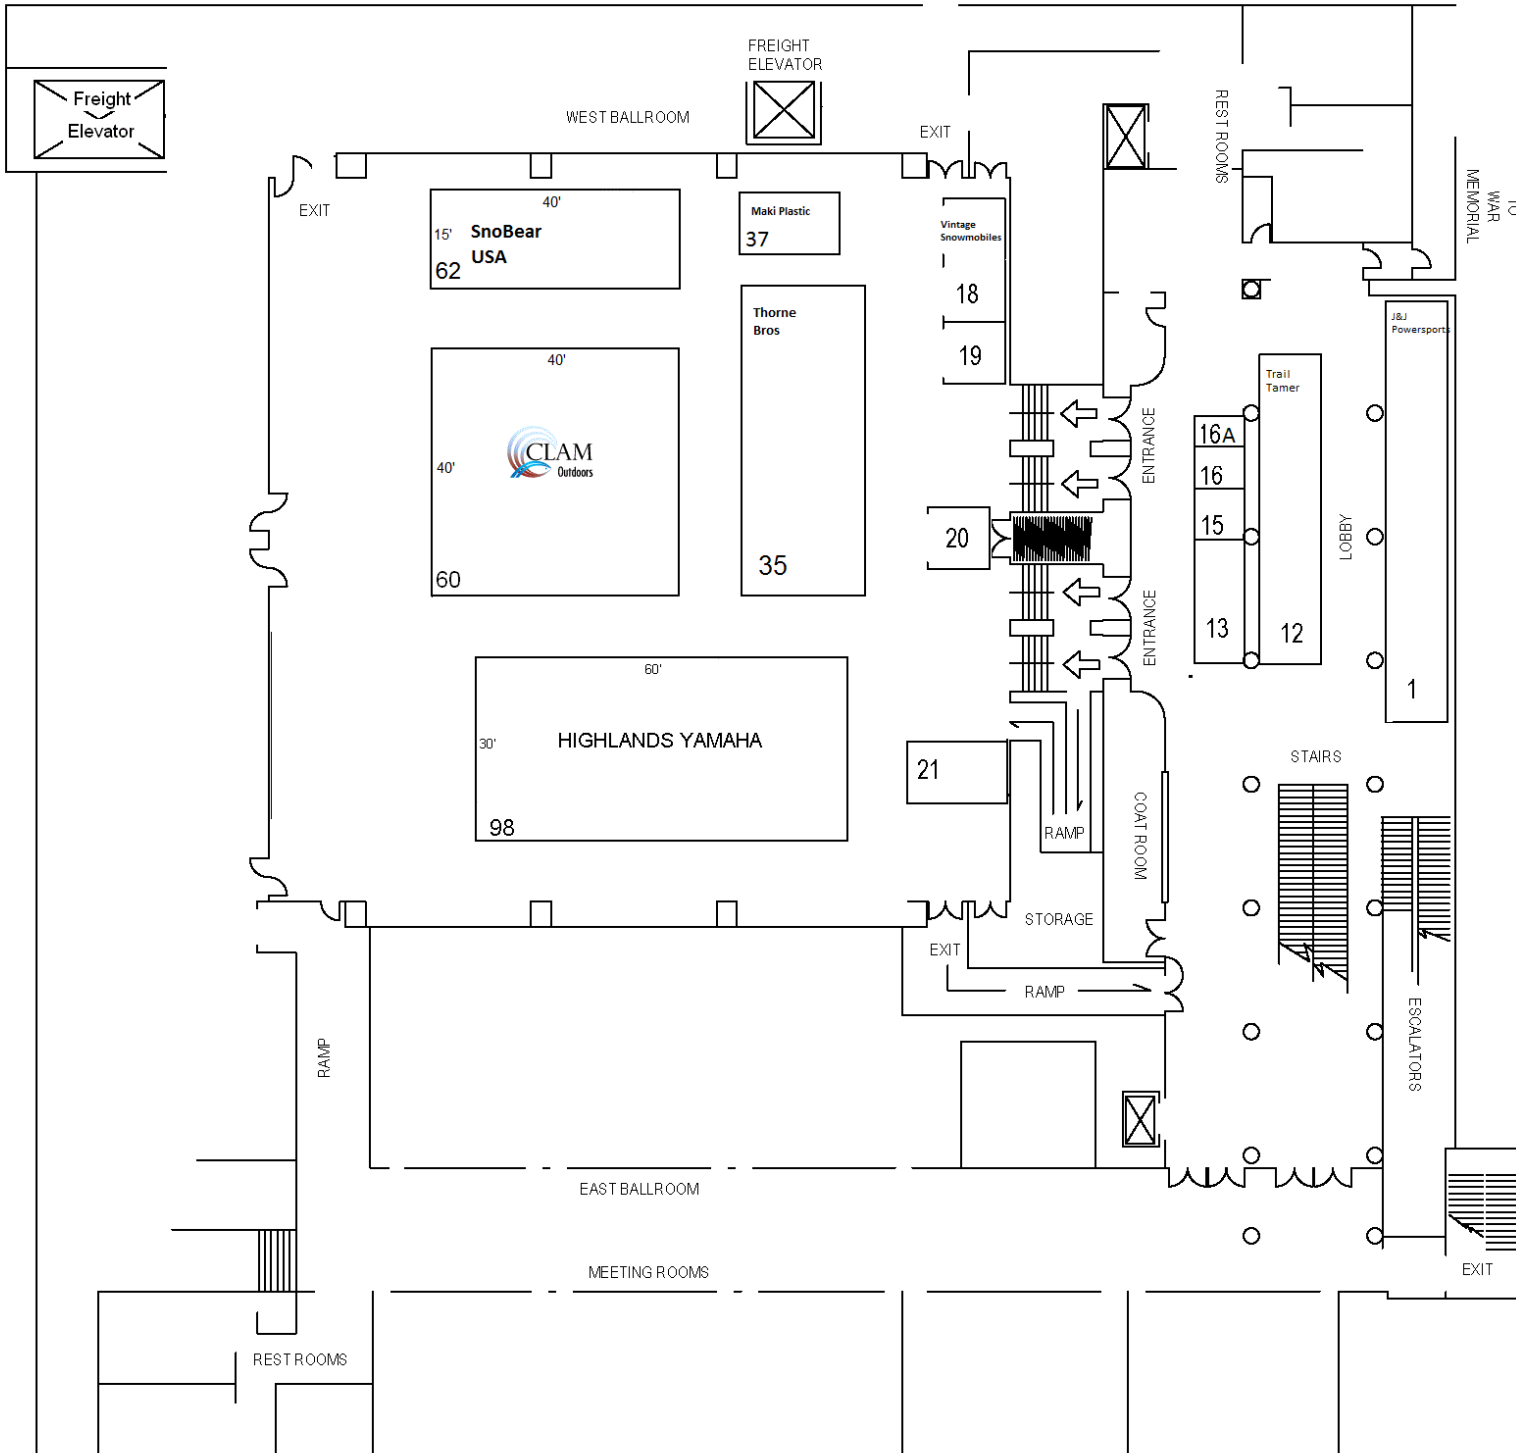 FREIGHT
ELEVATOR
Freight
Elevator
WEST BALLROOM
EXIT
REST ROOMS
TO
WAR
MEMORIAL
EXIT
40'
15'
SnoBear
USA
62
Maki Plastic
37
Vintage
Snowmobiles
18
19
Thorne
Bros
35
40'
40'
CLAM
Outdoors
60
J&J
Powersports
1
Trail
Tamer
12
16A
16
15
13
ENTRANCE
LOBBY
20
ENTRANCE
60'
30'
HIGHLANDS YAMAHA
98
21
STAIRS
RAMP
COAT ROOM
STORAGE
EXIT
RAMP
ESCALATORS
RAMP
EAST BALLROOM
MEETING ROOMS
EXIT
REST ROOMS